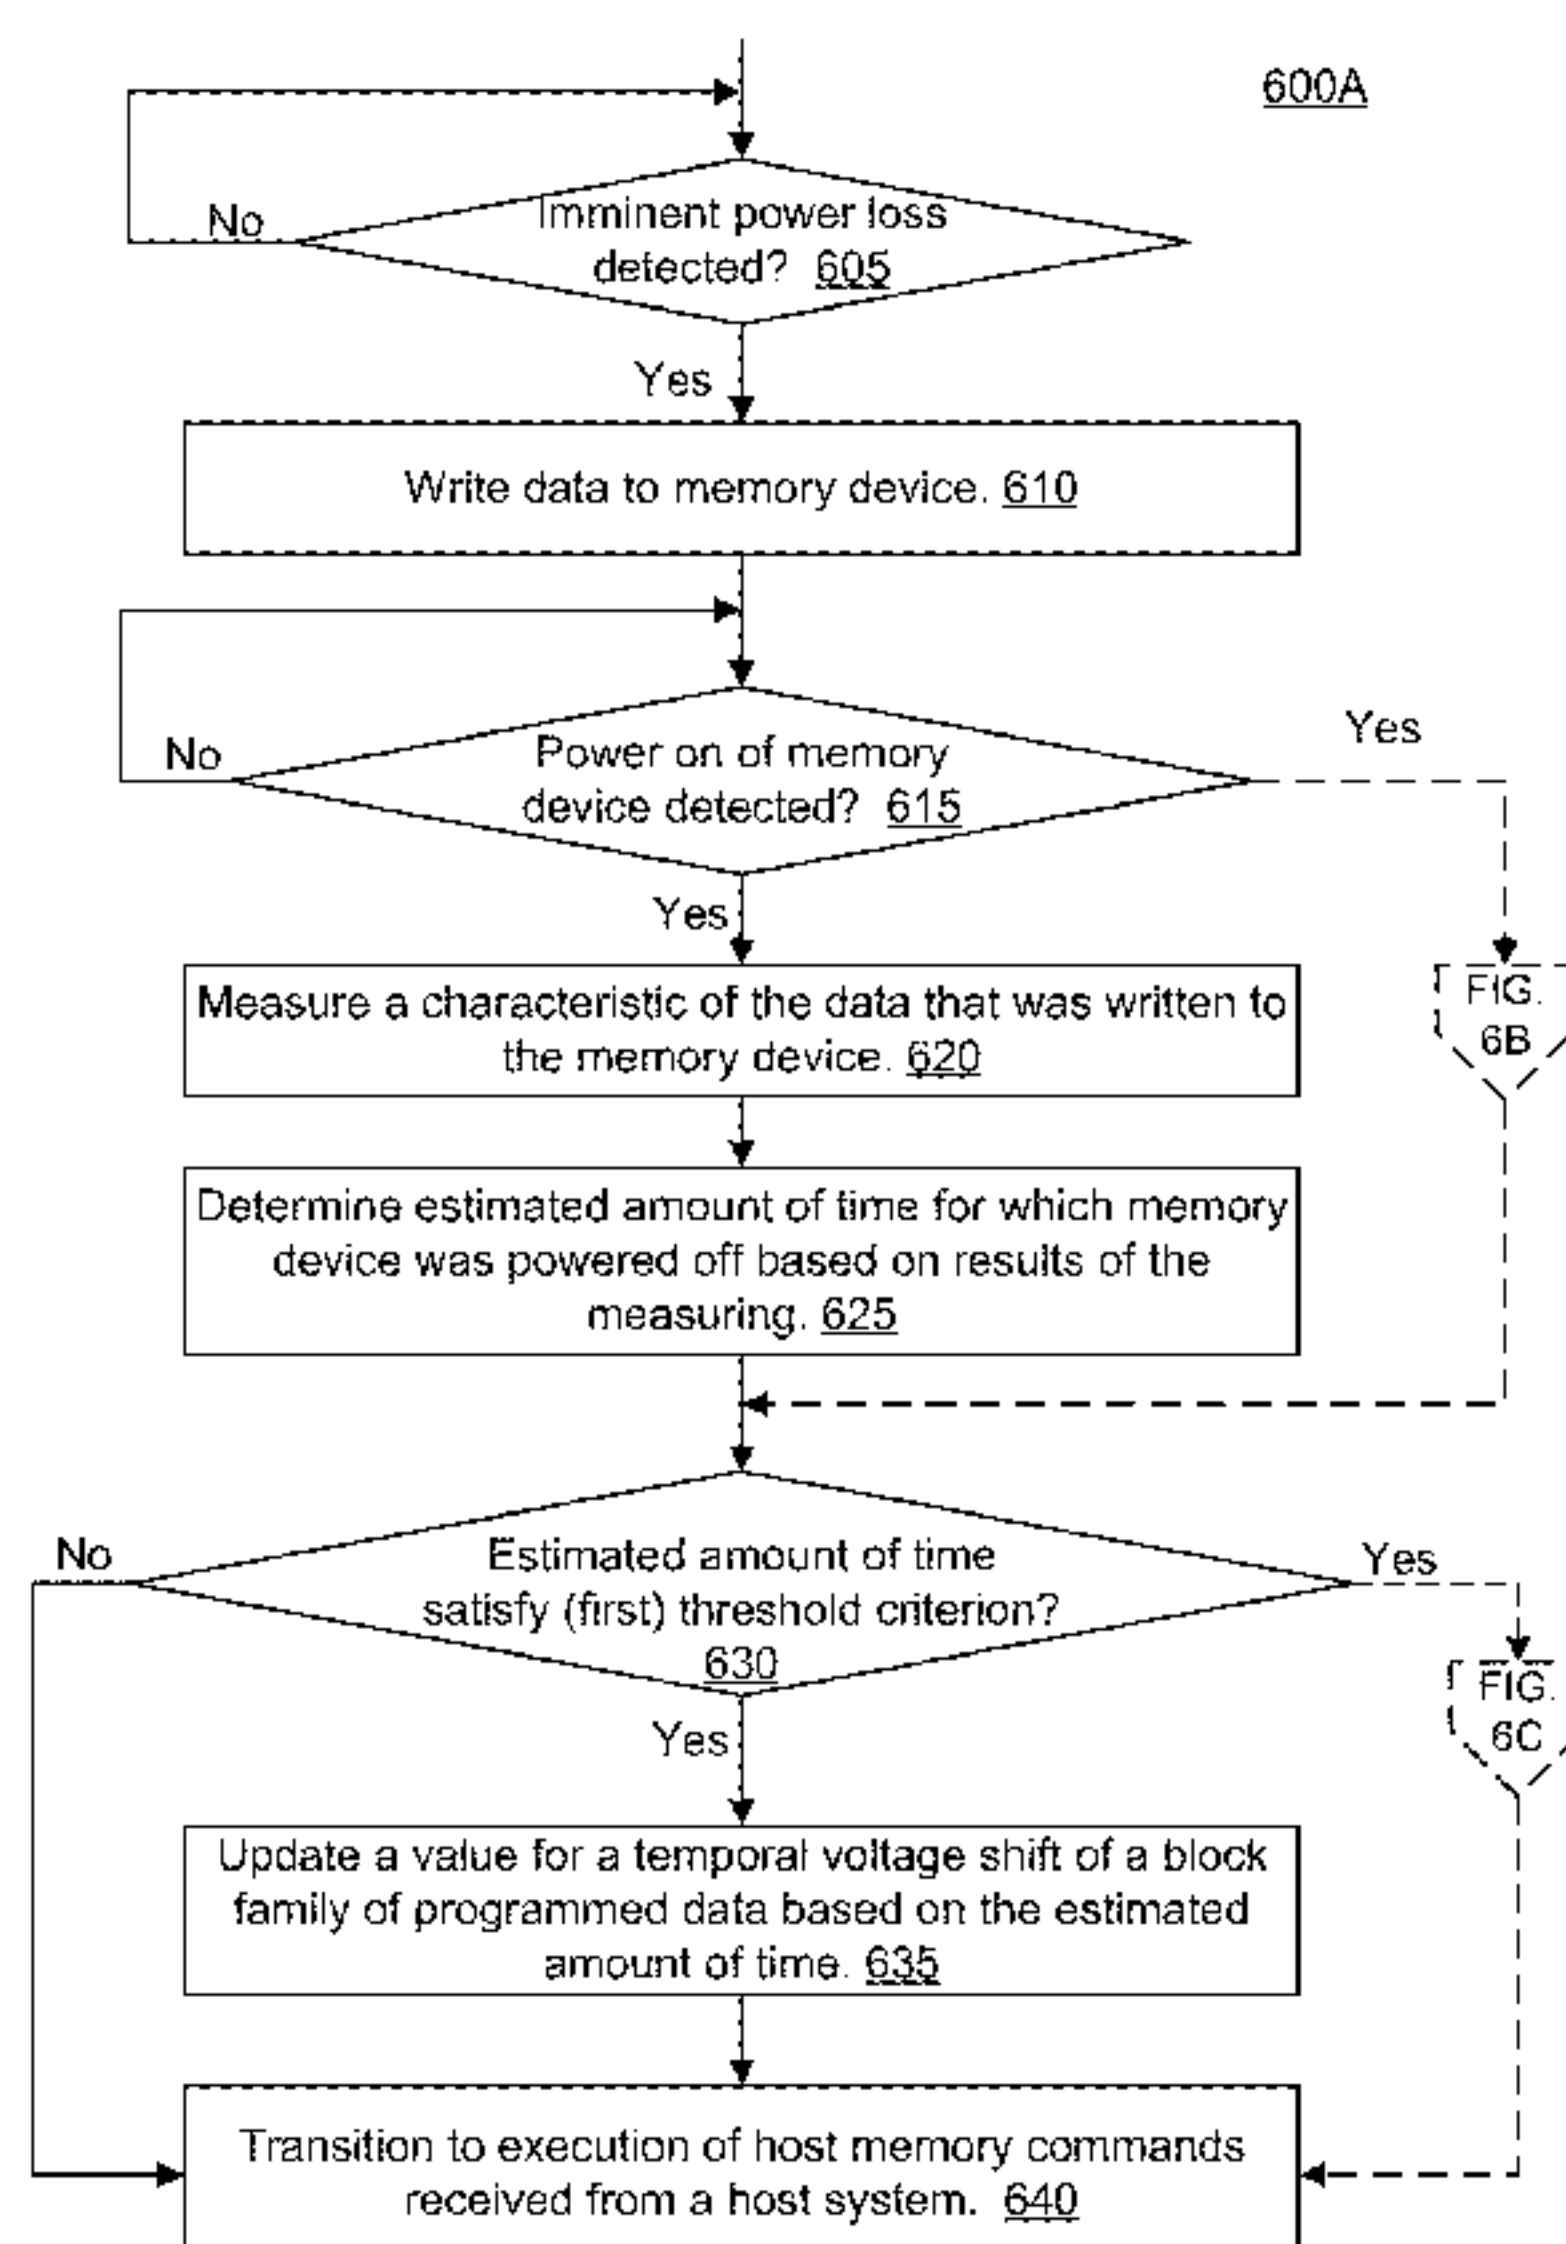 600A
No
Imminent power loss
detected? 605
Yes
Write data to memory device. 610
No
Power on of memory
device detected? 615
Yes
Yes
Measure a characteristic of the data that was written to
the memory device. 620
FIG.
6B
Determine estimated amount of time for which memory
device was powered off based on results of the
measuring. 625
No
Estimated amount of time
satisfy (first) threshold criterion?
630
Yes
Yes
FIG.
6C
Update a value for a temporal voltage shift of a block
family of programmed data based on the estimated
amount of time. 635
Transition to execution of host memory commands
received from a host system. 640